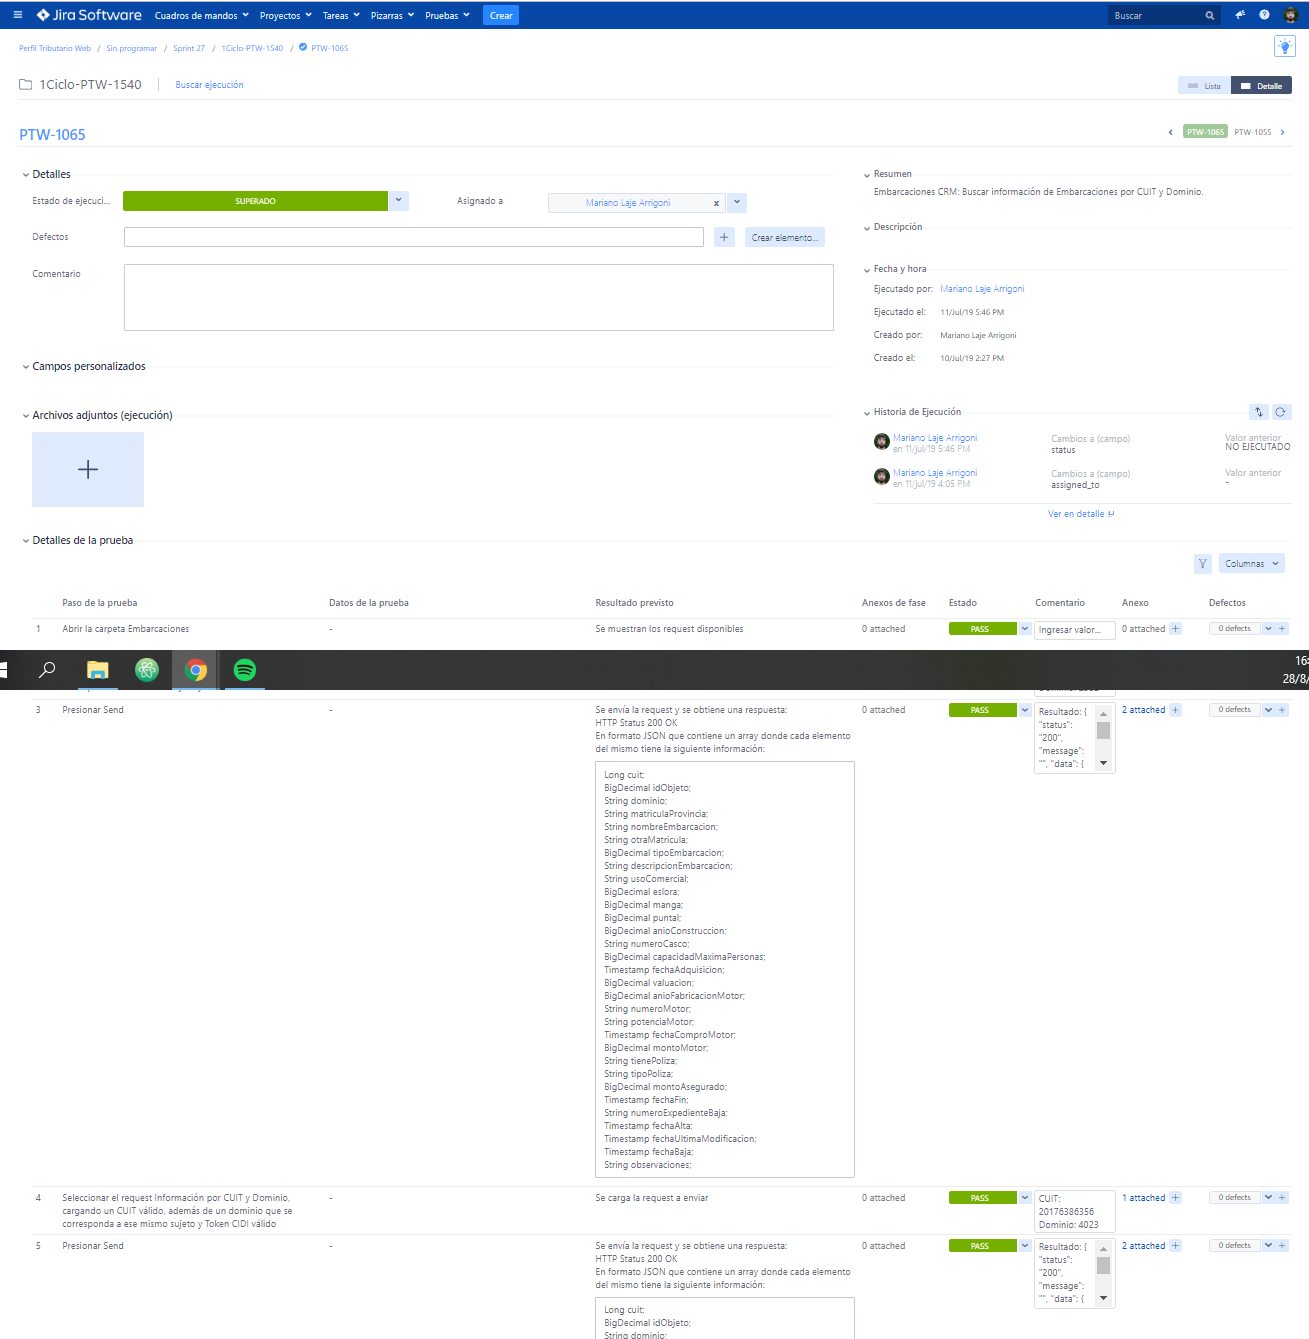 Jira Software Cuadros de mandos Proyectos Tareas Pizarras Pruebas Crear Buscar
Perfil Tributario Web / Sin programar / Sprint 27 / 1Ciclo-PTW-1540 / PTW-1065
1Ciclo-PTW-1540 Buscar ejecución Lista Detalle
PTW-1065 PTW-1065 PTW-1055
Detalles
Estado de ejecuci... SUPERADO Asignado a Mariano Laje Arrigoni x
Defectos + Crear elemento...
Comentario
Campos personalizados
Archivos adjuntos (ejecución)
Resumen
Embarcaciones CRM: Buscar información de Embarcaciones por CUIT y Dominio.
Descripción
Fecha y hora
Ejecutado por: Mariano Laje Arrigoni
Ejecutado el: 11/Jul/19 5:46 PM
Creado por: Mariano Laje Arrigoni
Creado el: 10/Jul/19 2:27 PM
Historia de Ejecución
Mariano Laje Arrigoni Cambios a (campo) Valor anterior
en 11/jul/19 5:46 PM status NO EJECUTADO
Mariano Laje Arrigoni Cambios a (campo) Valor anterior
en 11/jul/19 4:05 PM assigned_to -
Ver en detalle
Detalles de la prueba
Columnas
Paso de la prueba Datos de la prueba Resultado previsto Anexos de fase Estado Comentario Anexo Defectos
1 Abrir la carpeta Embarcaciones - Se muestran los request disponibles 0 attached PASS Ingresar valor... 0 attached + 0 defects +
16:
28/8/
3 Presionar Send - Se envía la request y se obtiene una respuesta: 0 attached PASS Resultado: { 2 attached + 0 defects +
HTTP Status 200 OK "status":
En formato JSON que contiene un array donde cada elemento "200",
del mismo tiene la siguiente información: "message":
"", "data": {
Long cuit;
BigDecimal idObjeto;
String dominio;
String matriculaProvincia;
String nombreEmbarcacion;
String otraMatricula;
BigDecimal tipoEmbarcacion;
String descripcionEmbarcacion;
String usoComercial;
BigDecimal eslora;
BigDecimal manga;
BigDecimal puntal;
BigDecimal anioConstruccion;
String numeroCasco;
BigDecimal capacidadMaximaPersonas;
Timestamp fechaAdquisicion;
BigDecimal valuacion;
BigDecimal anioFabricacionMotor;
String numeroMotor;
String potenciaMotor;
Timestamp fechaComproMotor;
BigDecimal montoMotor;
String tienePoliza;
String tipoPoliza;
BigDecimal montoAsegurado;
Timestamp fechaFin;
String numeroExpedienteBaja;
Timestamp fechaAlta;
Timestamp fechaUltimaModificacion;
Timestamp fechaBaja;
String observaciones;
4 Seleccionar el request Información por CUIT y Dominio, - Se carga la request a enviar 0 attached PASS CUIT: 1 attached + 0 defects +
cargando un CUIT válido, además de un dominio que se 20176386356
corresponda a ese mismo sujeto y Token CIDI válido Dominio: 4023
5 Presionar Send - Se envía la request y se obtiene una respuesta: 0 attached PASS Resultado: { 2 attached + 0 defects +
HTTP Status 200 OK "status":
En formato JSON que contiene un array donde cada elemento "200",
del mismo tiene la siguiente información: "message":
"", "data": {
Long cuit;
BigDecimal idObjeto;
String dominio;